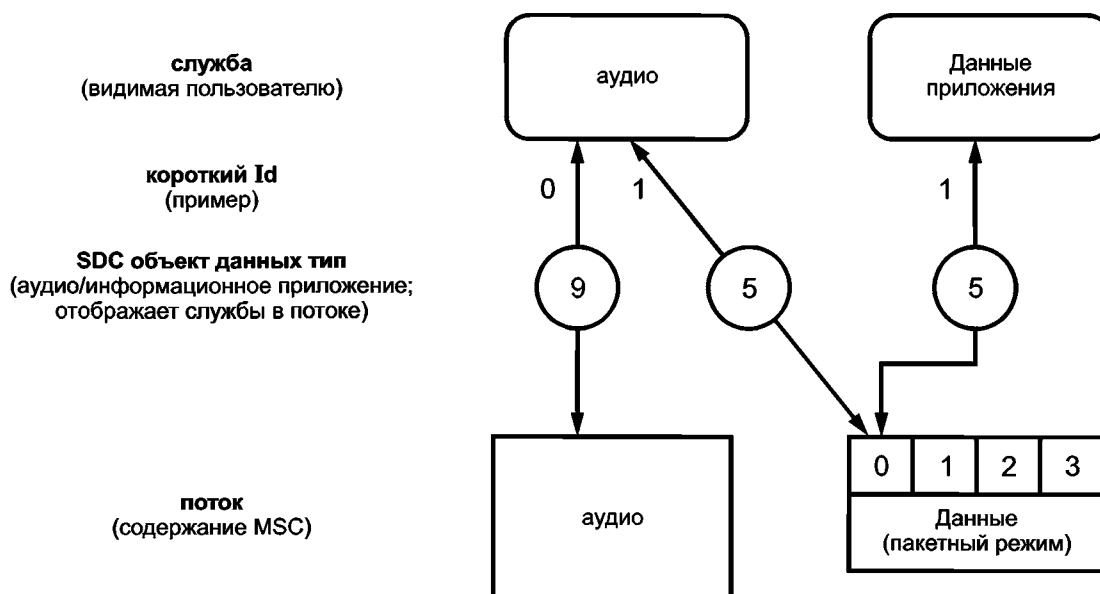 служба
(видимая пользователю)
аудио
Данные
приложения
короткий Id
(пример)
0
1
1
SDC объект данных тип
(аудио/информационное приложение;
отображает службы в потоке)
9
5
5
поток
(содержание MSC)
аудио
0
1
2
3
Данные
(пакетный режим)